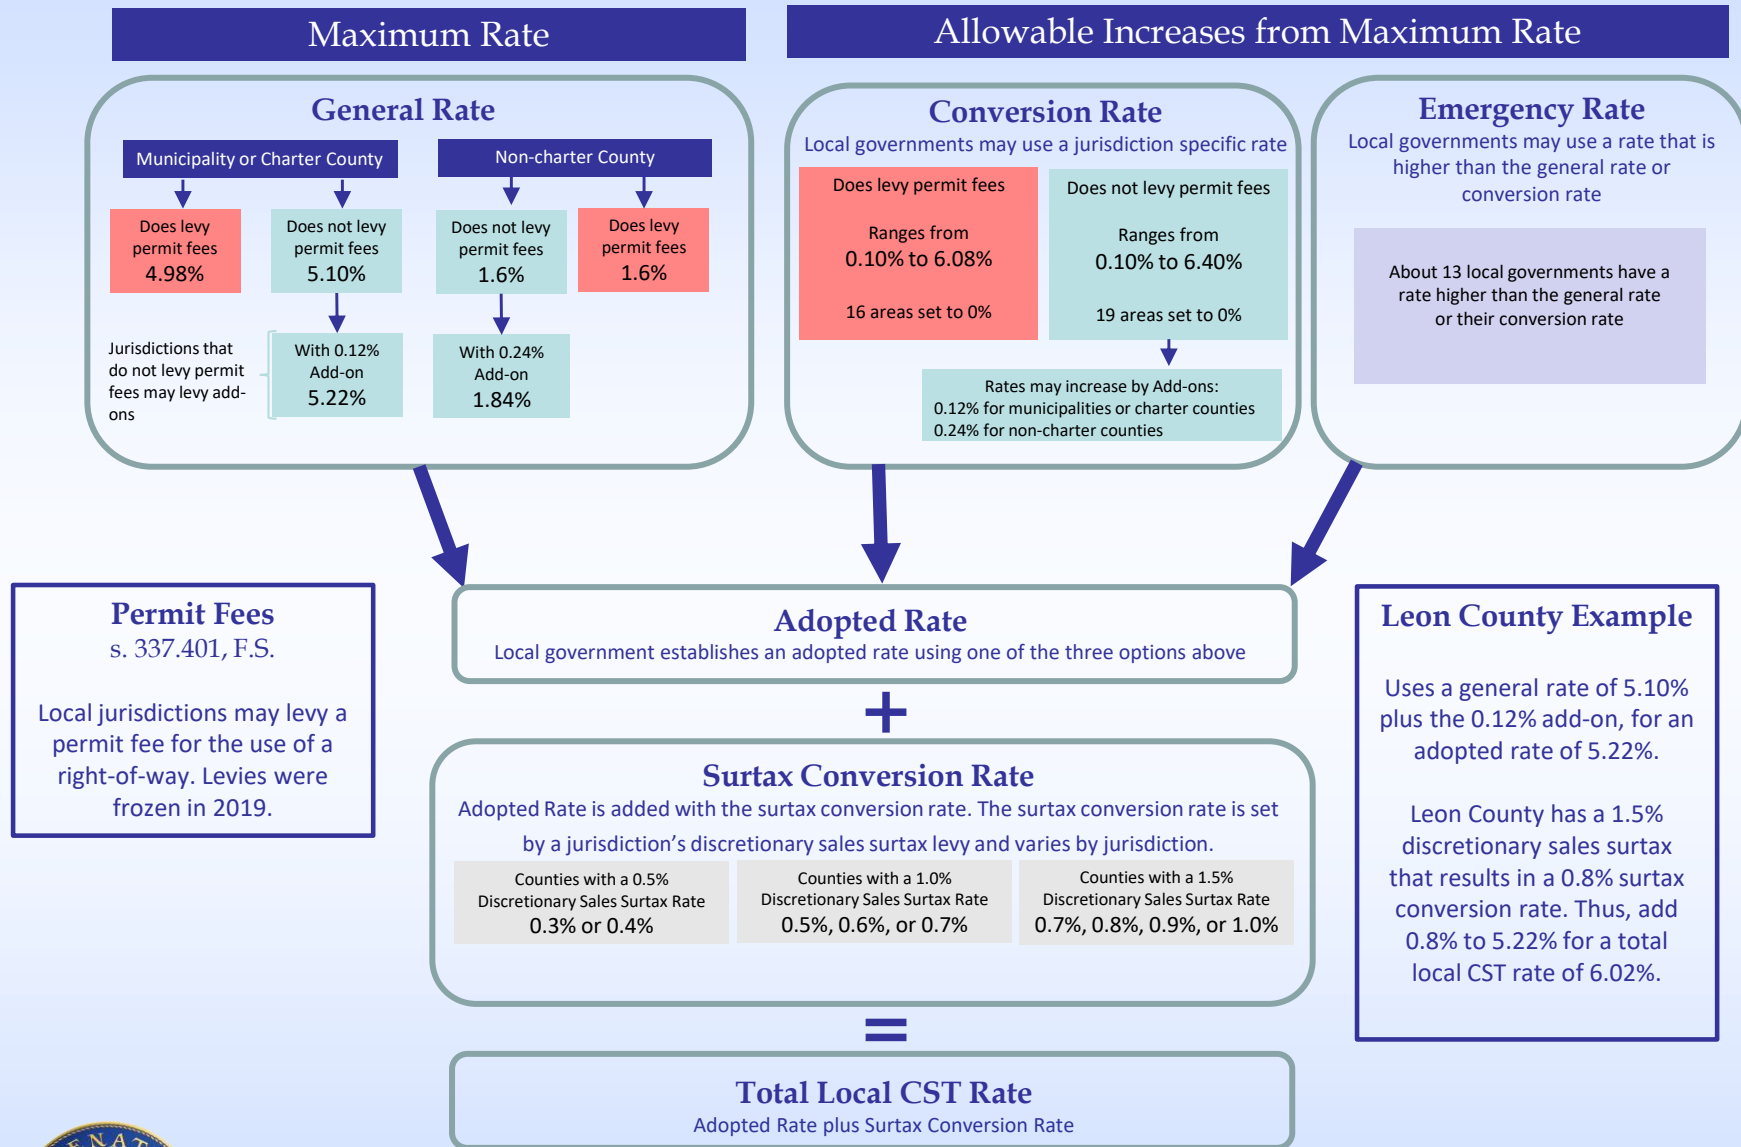 Maximum Rate
Allowable Increases from Maximum Rate
General Rate
Municipality or Charter County
Non-charter County
Does levy
permit fees
4.98%
Does not levy
permit fees
5.10%
Does not levy
permit fees
1.6%
Does levy
permit fees
1.6%
Jurisdictions that
do not levy permit
fees may levy add-
ons
With 0.12%
Add-on
5.22%
With 0.24%
Add-on
1.84%
Conversion Rate
Local governments may use a jurisdiction specific rate
Does levy permit fees
Ranges from
0.10% to 6.08%
16 areas set to 0%
Does not levy permit fees
Ranges from
0.10% to 6.40%
19 areas set to 0%
Rates may increase by Add-ons:
0.12% for municipalities or charter counties
0.24% for non-charter counties
Emergency Rate
Local governments may use a rate that is
higher than the general rate or
conversion rate
About 13 local governments have a
rate higher than the general rate
or their conversion rate
Permit Fees
s. 337.401, F.S.
Local jurisdictions may levy a
permit fee for the use of a
right-of-way. Levies were
frozen in 2019.
Adopted Rate
Local government establishes an adopted rate using one of the three options above
+
Surtax Conversion Rate
Adopted Rate is added with the surtax conversion rate. The surtax conversion rate is set
by a jurisdiction's discretionary sales surtax levy and varies by jurisdiction.
Counties with a 0.5%
Discretionary Sales Surtax Rate
0.3% or 0.4%
Counties with a 1.0%
Discretionary Sales Surtax Rate
0.5%, 0.6%, or 0.7%
Counties with a 1.5%
Discretionary Sales Surtax Rate
0.7%, 0.8%, 0.9%, or 1.0%
=
Total Local CST Rate
Adopted Rate plus Surtax Conversion Rate
Leon County Example
Uses a general rate of 5.10%
plus the 0.12% add-on, for an
adopted rate of 5.22%.
Leon County has a 1.5%
discretionary sales surtax
that results in a 0.8% surtax
conversion rate. Thus, add
0.8% to 5.22% for a total
local CST rate of 6.02%.